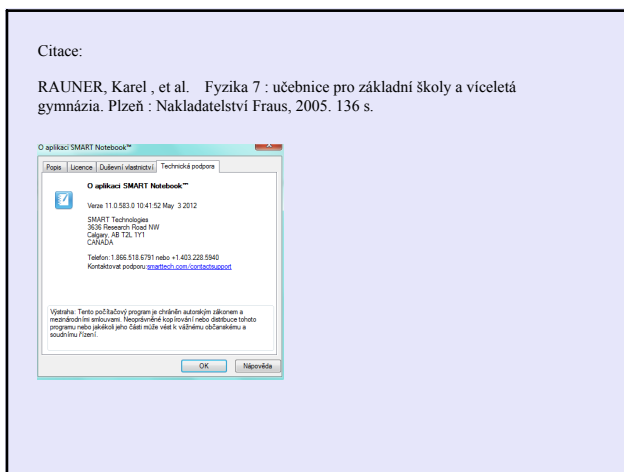 Citace:
RAUNER, Karel , et al. Fyzika 7 : učebnice pro základní školy a víceletá
gymnázia. Plzeň : Nakladatelství Fraus, 2005. 136 s.
O aplikaci SMART Notebook™
Popis Licence Duševní vlastnictví Technická podpora
O aplikaci SMART Notebook™
Verze 11.0.583.0 10:41:52 May 3 2012
SMART Technologies
3636 Research Road NW
Calgary, AB T2L 1Y1
CANADA
Telefon: 1.866.518.6791 nebo +1.403.228.5940
Kontaktovat podporu: smarttech.com/contactsupport
Výstraha: Tento počítačový program je chráněn autorským zákonem a
mezinárodními smlouvami. Neoprávněné kopírování nebo distribuce tohoto
programu nebo jakékoli jeho části může vést k vážnému občanskému a
soudnímu řízení.
OK Nápověda